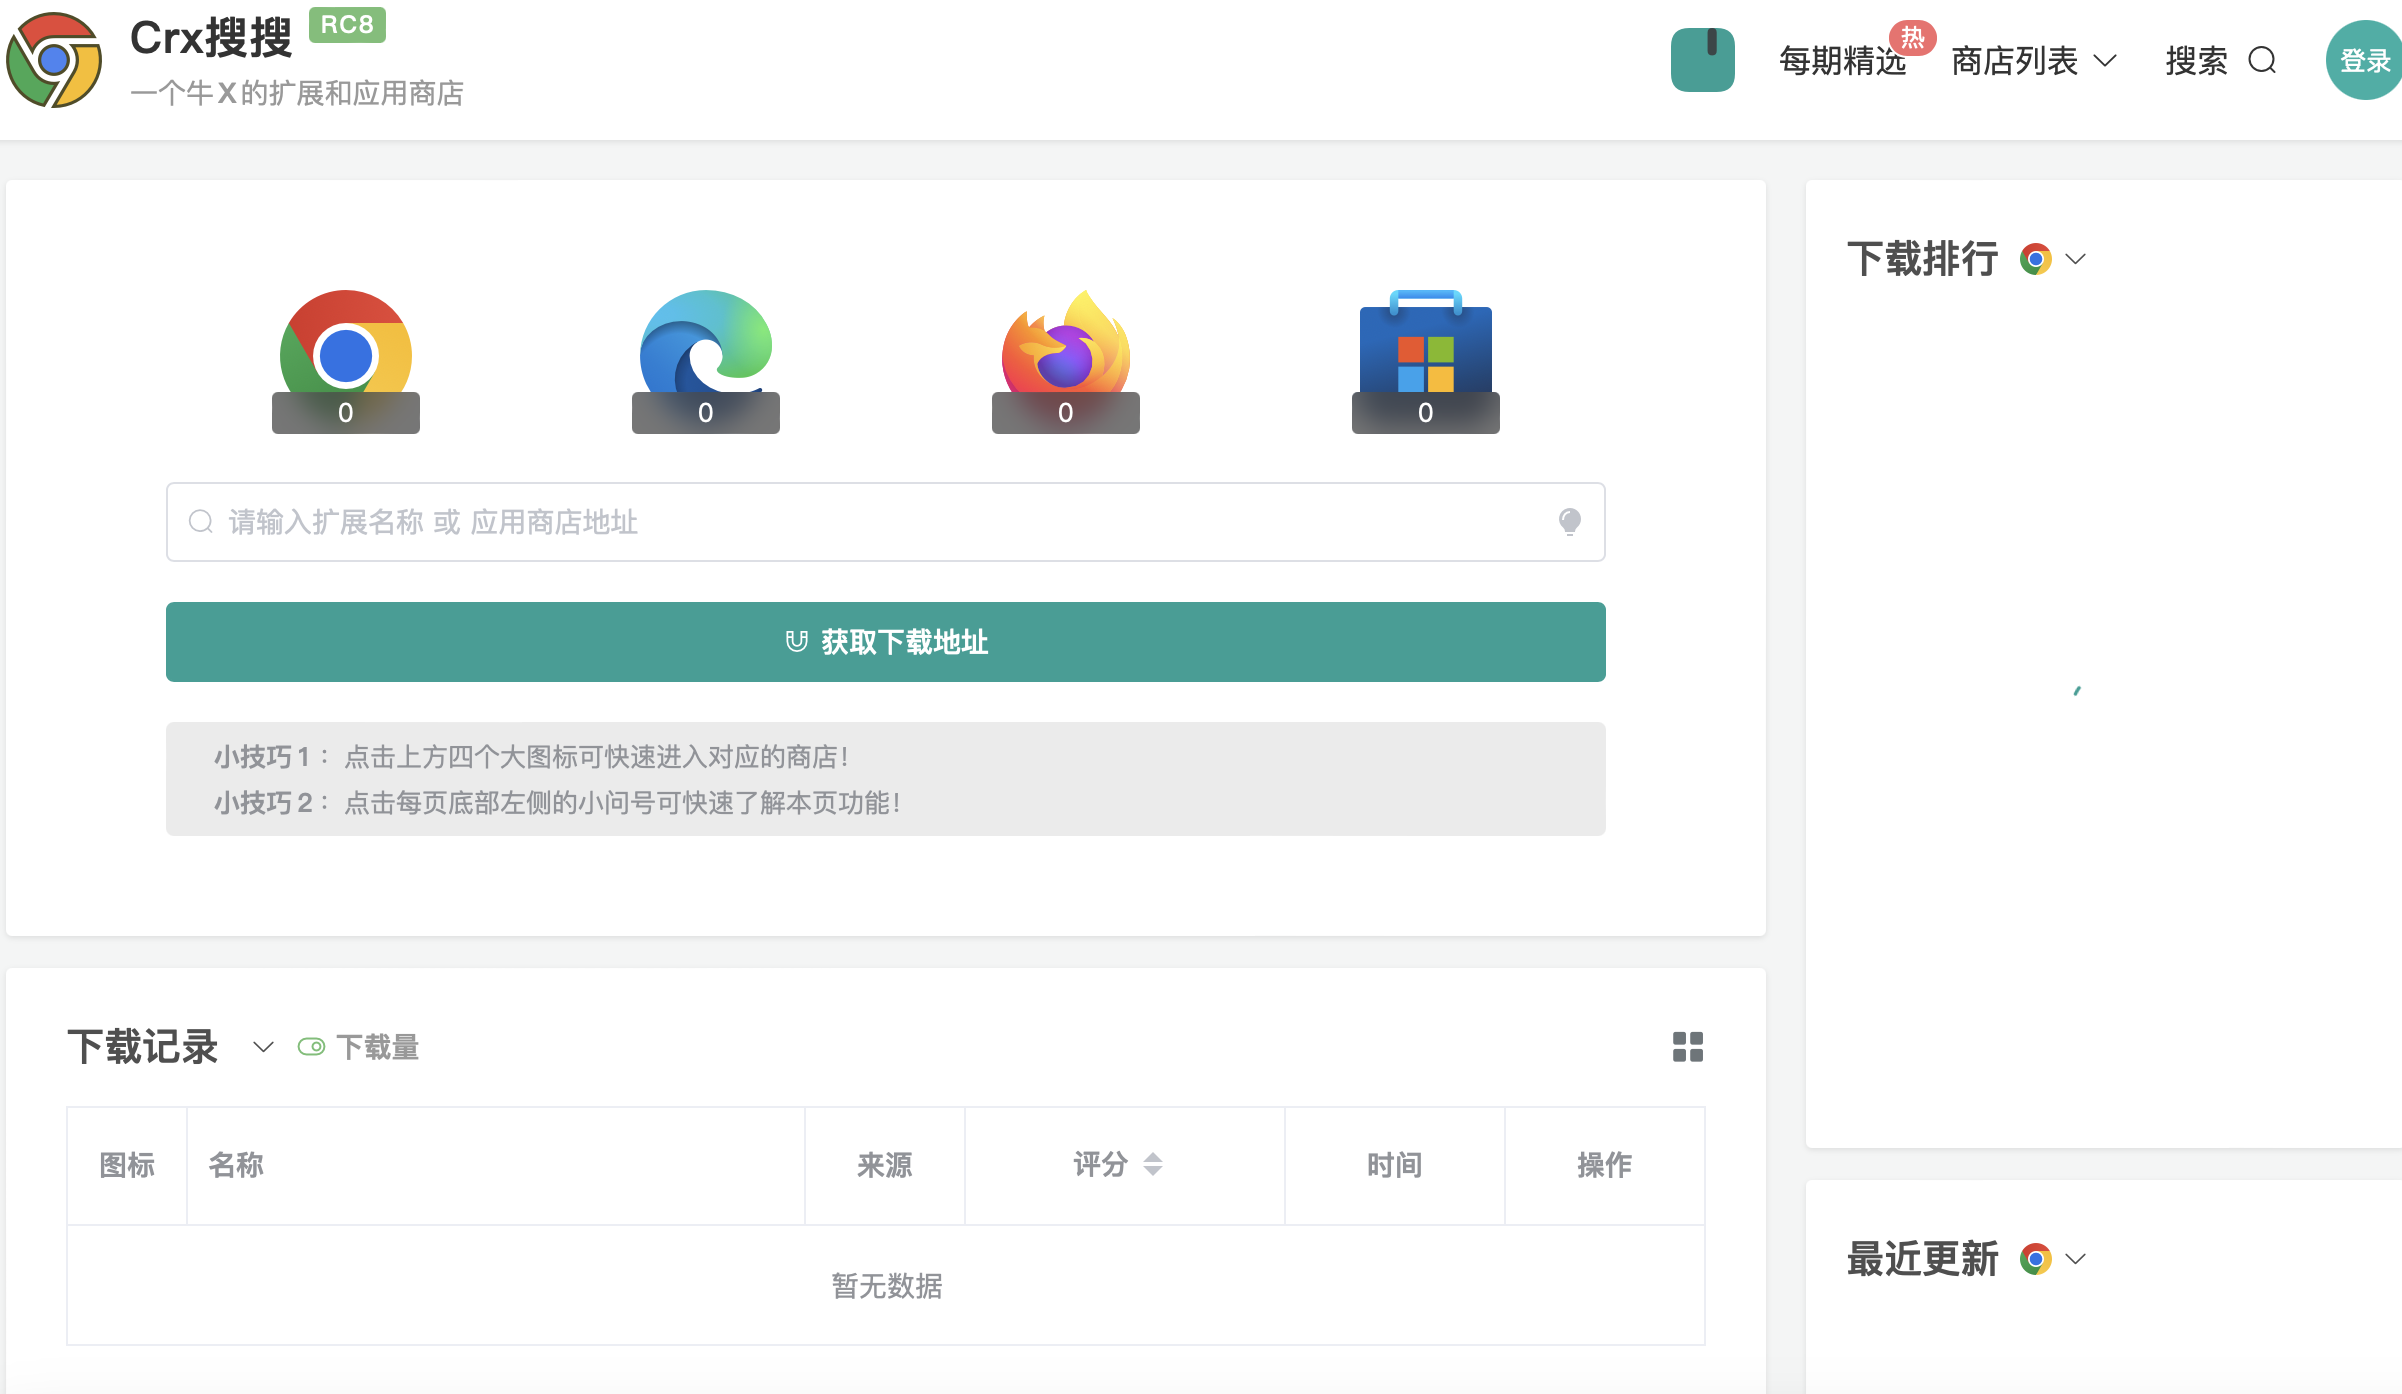 Crx搜搜 RC8
一个牛X的扩展和应用商店
每期精选 热 商店列表 搜索 登录
0 0 0 0
请输入扩展名称 或 应用商店地址
获取下载地址
小技巧 1： 点击上方四个大图标可快速进入对应的商店！
小技巧 2： 点击每页底部左侧的小问号可快速了解本页功能！
下载排行
下载记录 下载量
图标 名称 来源 评分 时间 操作
暂无数据
最近更新